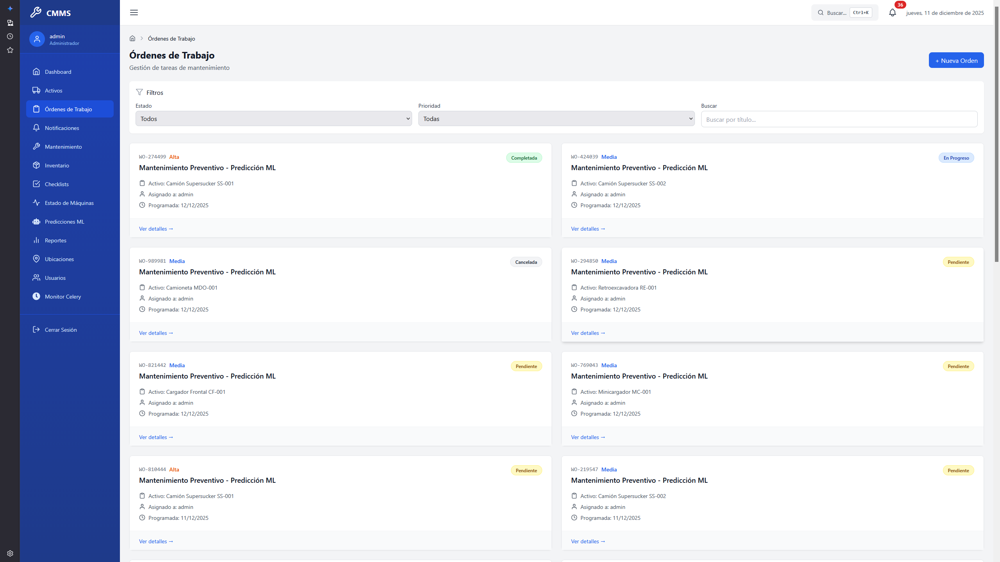 CMMS
admin
Administrador
Dashboard
Activos
Órdenes de Trabajo
Notificaciones
Mantenimiento
Inventario
Checklists
Estado de Máquinas
Predicciones ML
Reportes
Ubicaciones
Usuarios
Monitor Celery
Cerrar Sesión
Buscar... Ctrl+K
36
jueves, 11 de diciembre de 2025
Órdenes de Trabajo
Órdenes de Trabajo
Gestión de tareas de mantenimiento
+ Nueva Orden
Filtros
Estado
Todos
Prioridad
Todas
Buscar
Buscar por título...
WO-274499 Alta
Completada
Mantenimiento Preventivo - Predicción ML
Activo: Camión Supersucker SS-001
Asignado a: admin
Programada: 12/12/2025
Ver detalles →
WO-424039 Media
En Progreso
Mantenimiento Preventivo - Predicción ML
Activo: Camión Supersucker SS-002
Asignado a: admin
Programada: 12/12/2025
Ver detalles →
WO-989981 Media
Cancelada
Mantenimiento Preventivo - Predicción ML
Activo: Camioneta MDO-001
Asignado a: admin
Programada: 12/12/2025
Ver detalles →
WO-294850 Media
Pendiente
Mantenimiento Preventivo - Predicción ML
Activo: Retroexcavadora RE-001
Asignado a: admin
Programada: 12/12/2025
Ver detalles →
WO-821442 Media
Pendiente
Mantenimiento Preventivo - Predicción ML
Activo: Cargador Frontal CF-001
Asignado a: admin
Programada: 12/12/2025
Ver detalles →
WO-769043 Media
Pendiente
Mantenimiento Preventivo - Predicción ML
Activo: Minicargador MC-001
Asignado a: admin
Programada: 12/12/2025
Ver detalles →
WO-810444 Alta
Pendiente
Mantenimiento Preventivo - Predicción ML
Activo: Camión Supersucker SS-001
Asignado a: admin
Programada: 11/12/2025
Ver detalles →
WO-219547 Media
Pendiente
Mantenimiento Preventivo - Predicción ML
Activo: Camión Supersucker SS-002
Asignado a: admin
Programada: 11/12/2025
Ver detalles →